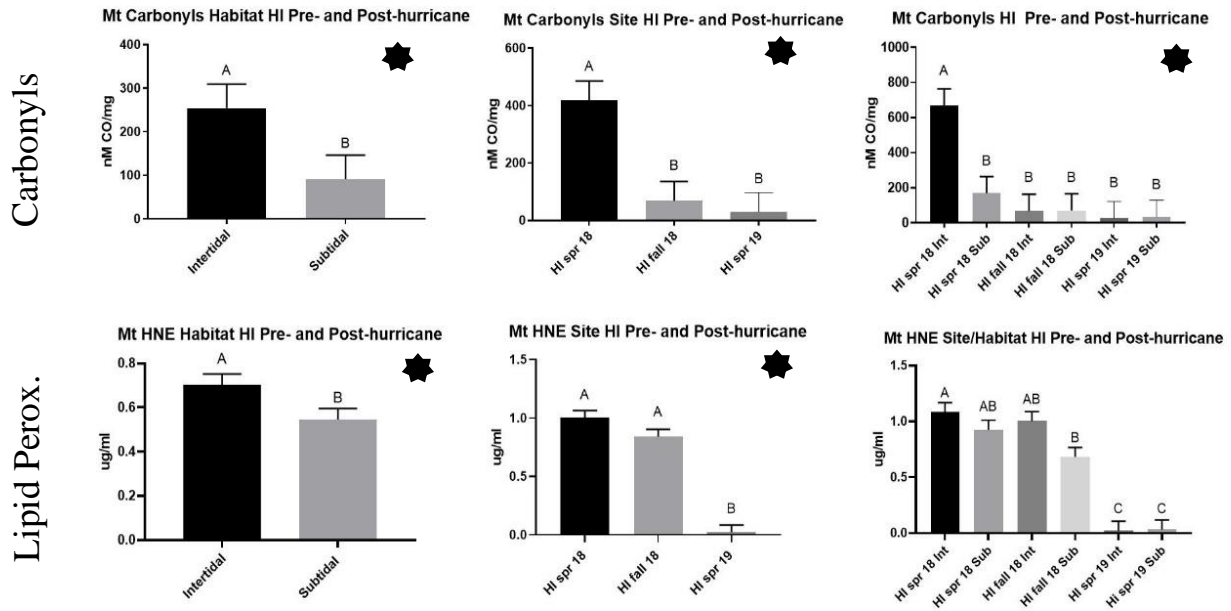 Carbonyls
Mt Carbonyls Habitat HI Pre- and Post-hurricane
nM CO/mg
400
300
200
100
0
A
B
Intertidal
Subtidal
Mt Carbonyls Site HI Pre- and Post-hurricane
nM CO/mg
600
400
200
0
A
B
B
HI spr 18
HI fall 18
HI spr 19
Mt Carbonyls HI Pre- and Post-hurricane
nM CO/mg
1000
800
600
400
200
0
A
B
B
B
B
B
HI spr 18 Int
HI spr 18 Sub
HI fall 18 Int
HI fall 18 Sub
HI spr 19 Int
HI spr 19 Sub
Lipid Perox.
Mt HNE Habitat HI Pre- and Post-hurricane
ug/ml
0.8
0.6
0.4
0.2
0.0
A
B
Intertidal
Subtidal
Mt HNE Site HI Pre- and Post-hurricane
ug/ml
1.5
1.0
0.5
0.0
A
A
B
HI spr 18
HI fall 18
HI spr 19
Mt HNE Site/Habitat HI Pre- and Post-hurricane
ug/ml
1.5
1.0
0.5
0.0
A
AB
AB
B
C
C
HI spr 18 Int
HI spr 18 Sub
HI fall 18 Int
HI fall 18 Sub
HI spr 19 Int
HI spr 19 Sub